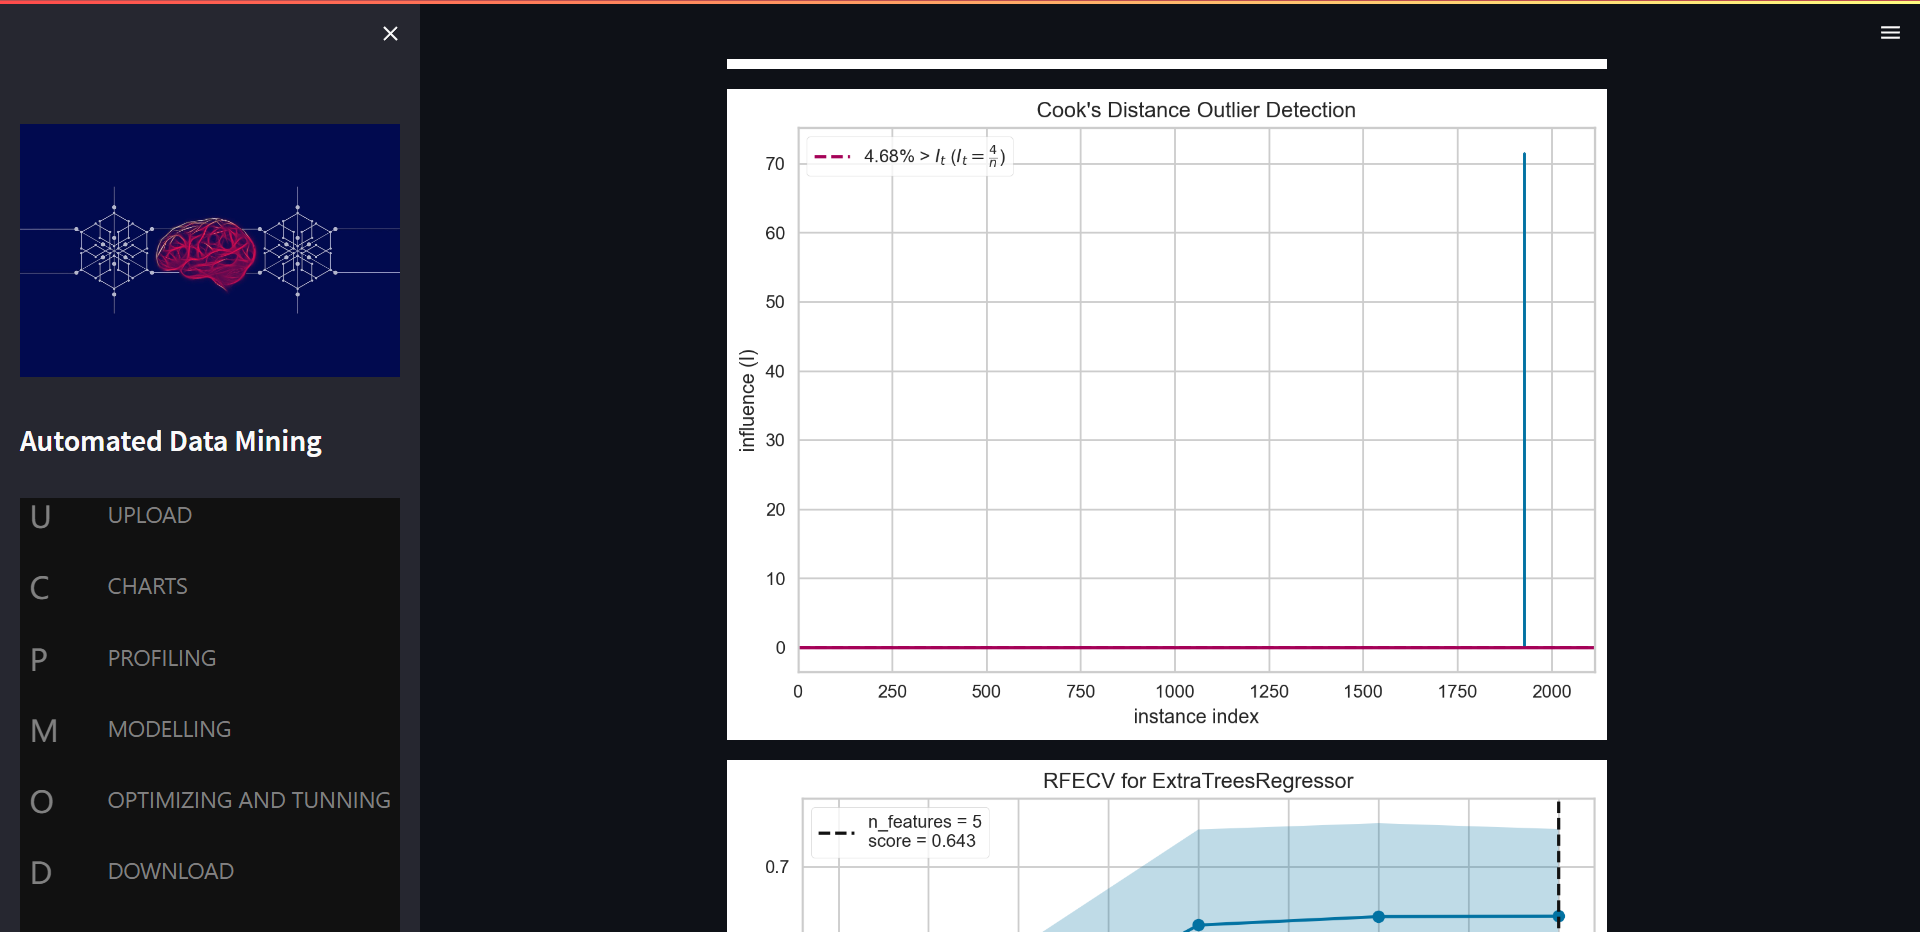 Automated Data Mining
U UPLOAD
C CHARTS
P PROFILING
M MODELLING
O OPTIMIZING AND TUNNING
D DOWNLOAD
Cook's Distance Outlier Detection
4.68% > I_t (I_t = 4/n)
influence (I)
70
60
50
40
30
20
10
0
0 250 500 750 1000 1250 1500 1750 2000
instance index
RFECV for ExtraTreesRegressor
n_features = 5
score = 0.643
0.7